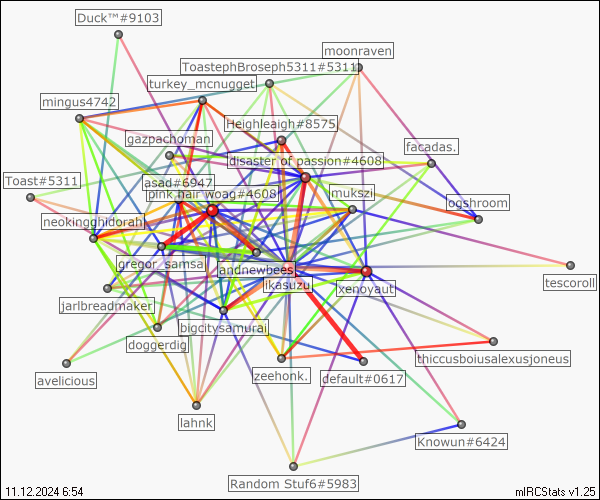 Duck™#9103
moonraven
ToastephBroseph5311#5311
turkey_mcnugget
mingus4742
Heighleigh#8575
gazpachoman
facadas.
disaster of passion#4608
Toast#5311
asad#6947
pink hair woag#4608
mukszi
ogshroom
neokingghidorah
gregor_samsa
andnewbees
ikasuzu
xenovaut
tescoroll
jarlbreadmaker
bigcitysamurai
doggerdig
thiccusboiusalexusjoneus
avelicious
zeehonk.
default#0617
lahnk
Knowun#6424
Random Stuf6#5983
11.12.2024 6:54
mIRCStats v1.25